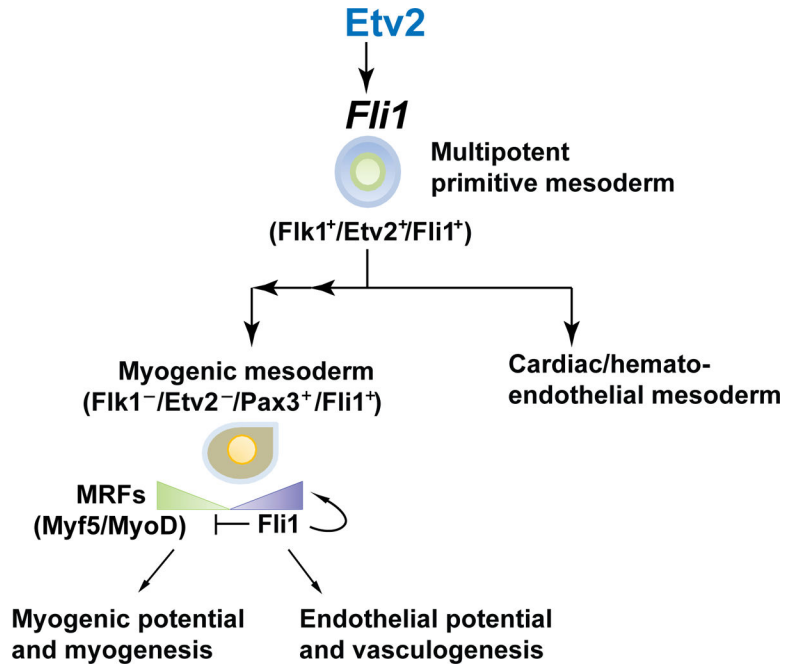 Etv2
Fli1
Multipotent
primitive mesoderm
(Flk1⁺/Etv2⁺/Fli1⁺)
Myogenic mesoderm
(Flk1⁻/Etv2⁻/Pax3⁺/Fli1⁺)
Cardiac/hemato-
endothelial mesoderm
MRFs
(Myf5/MyoD)
Fli1
Myogenic potential
and myogenesis
Endothelial potential
and vasculogenesis